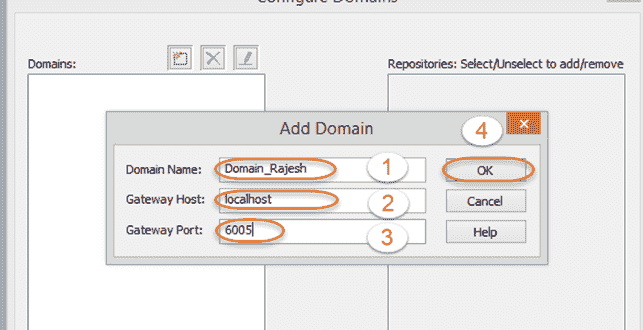 Configure Domains
Domains:
Repositories: Select/Unselect to add/remove
Add Domain
4
x
Domain Name: Domain_Rajesh 1 OK
Gateway Host: localhost 2 Cancel
Gateway Port: 6005 3 Help